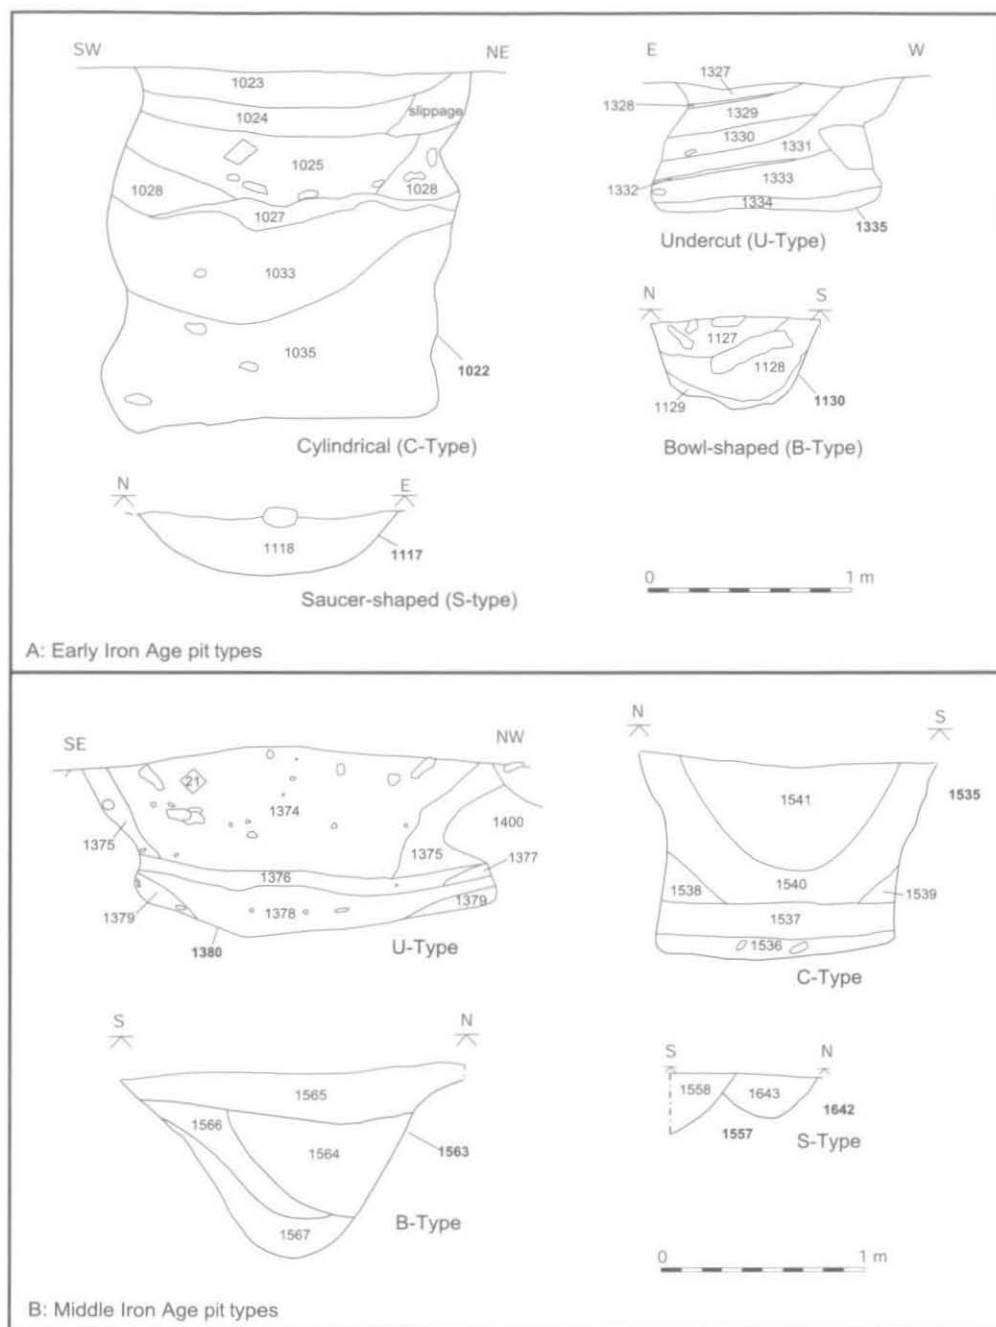 SW NE
1023
1024
slippage
1025
1028
1028
1027
1033
1035
1022
Cylindrical (C-Type)
E W
1327
1328
1329
1330
1331
1332
1333
1334
1335
Undercut (U-Type)
N S
1127
1128
1129
1130
Bowl-shaped (B-Type)
N E
1118
1117
Saucer-shaped (S-type)
0 1 m
A: Early Iron Age pit types
SE NW
21
1374
1400
1375
1375
1377
1376
1379
1378
1379
1380
U-Type
N S
1535
1541
1540
1538
1539
1537
1536
C-Type
S N
1565
1566
1564
1563
1567
B-Type
S N
1558
1643
1642
1557
S-Type
0 1 m
B: Middle Iron Age pit types